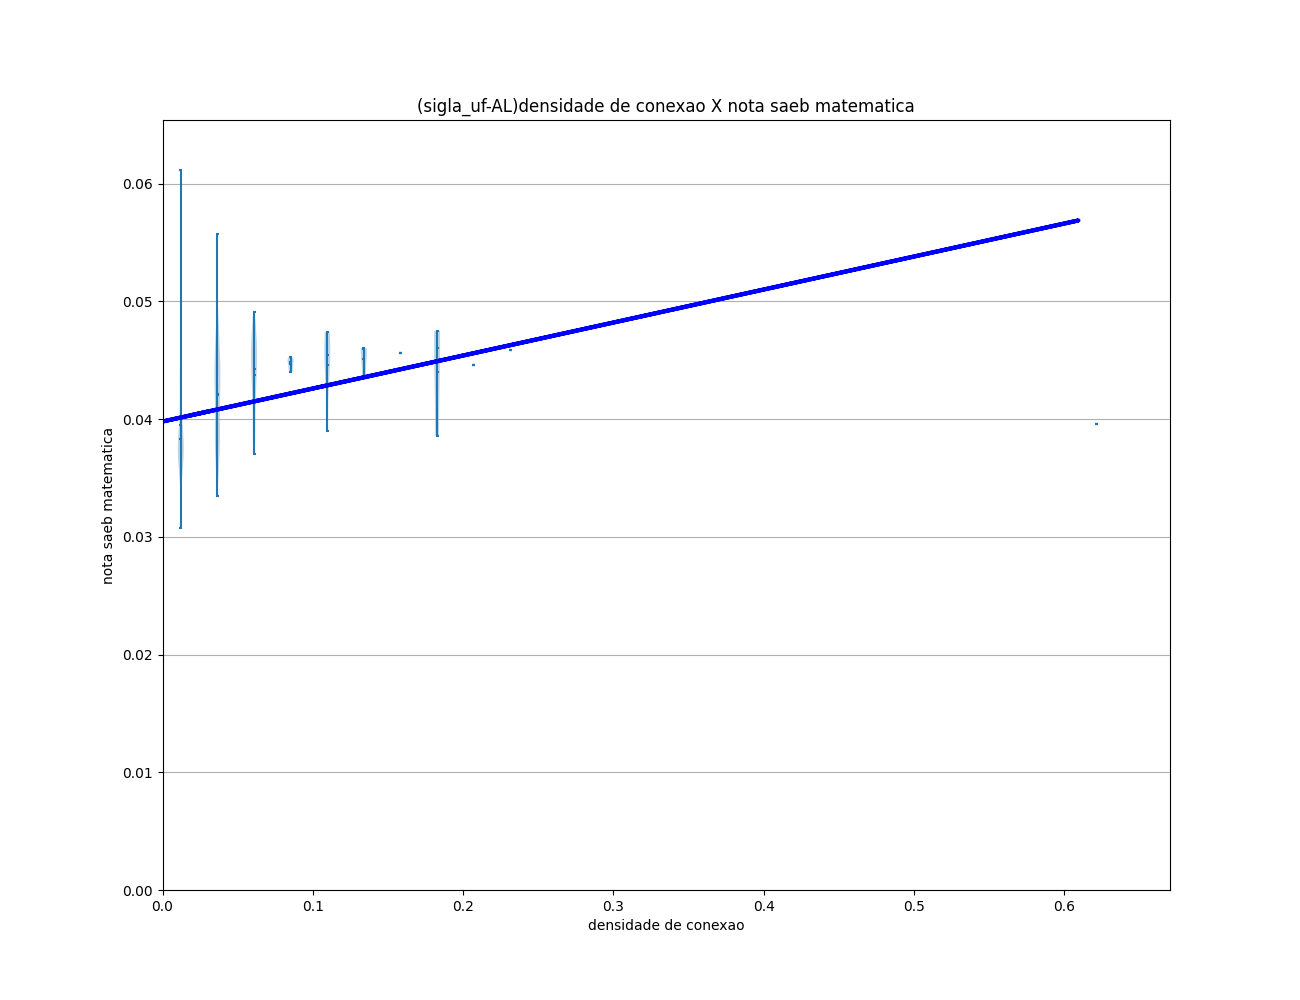 (sigla_uf-AL)densidade de conexao X nota saeb matematica
0.06
0.05
0.04
0.03
0.02
0.01
0.00
nota saeb matematica
0.0 0.1 0.2 0.3 0.4 0.5 0.6
densidade de conexao